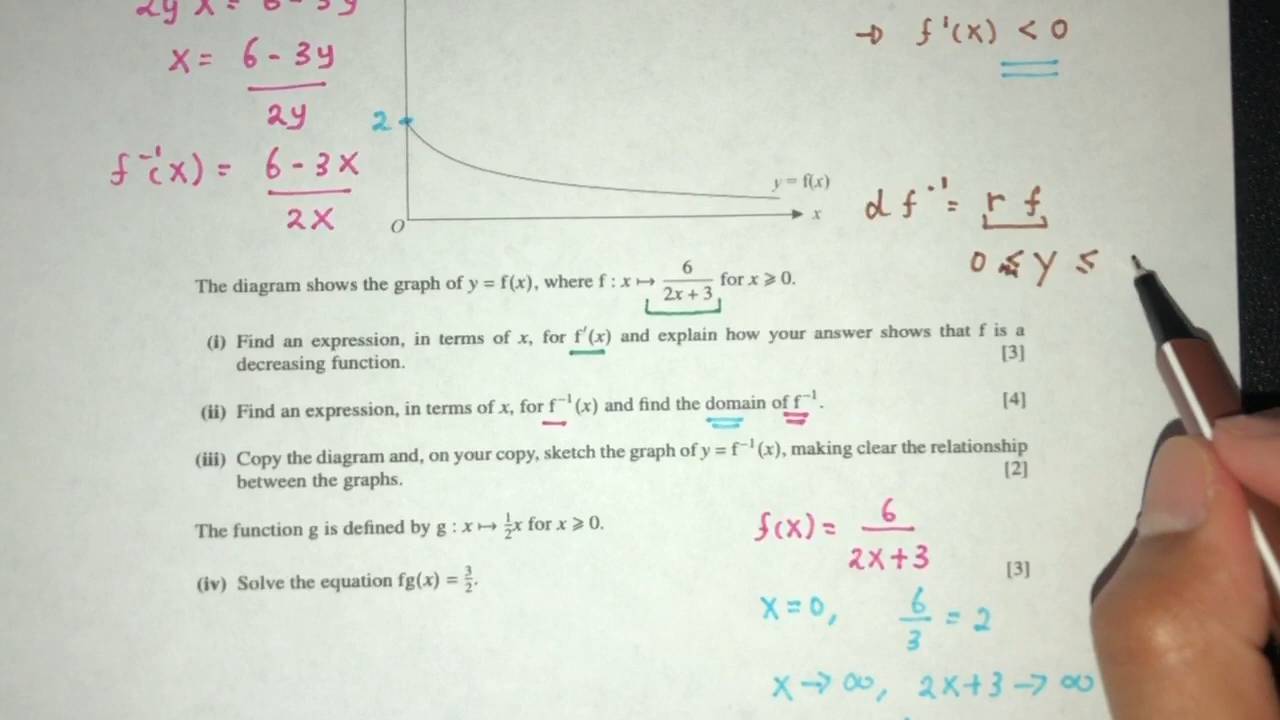 2y x = 6 - 3y
x = 6 - 3y
2y
f⁻¹(x) = 6 - 3x
2x
→ f'(x) < 0
2
y = f(x)
x
O
d f⁻¹ = r f
0 ≤ y ≤
The diagram shows the graph of y = f(x), where f : x ↦ 6/(2x + 3) for x ⩾ 0.
(i) Find an expression, in terms of x, for f′(x) and explain how your answer shows that f is a
decreasing function. [3]
(ii) Find an expression, in terms of x, for f⁻¹(x) and find the domain of f⁻¹. [4]
(iii) Copy the diagram and, on your copy, sketch the graph of y = f⁻¹(x), making clear the relationship
between the graphs. [2]
The function g is defined by g : x ↦ ½x for x ⩾ 0.
(iv) Solve the equation fg(x) = 3/2. [3]
f(x) = 6
2x+3
x = 0, 6/3 = 2
x → ∞, 2x+3 → ∞